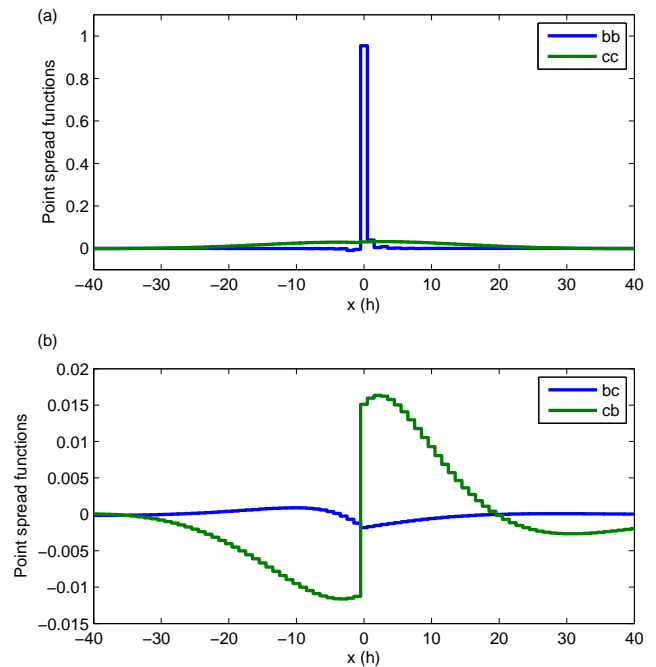 (a)
bb
cc
1
0.8
0.6
0.4
0.2
0
Point spread functions
−40 −30 −20 −10 0 10 20 30 40
x (h)
(b)
bc
cb
0.02
0.015
0.01
0.005
0
−0.005
−0.01
−0.015
Point spread functions
−40 −30 −20 −10 0 10 20 30 40
x (h)